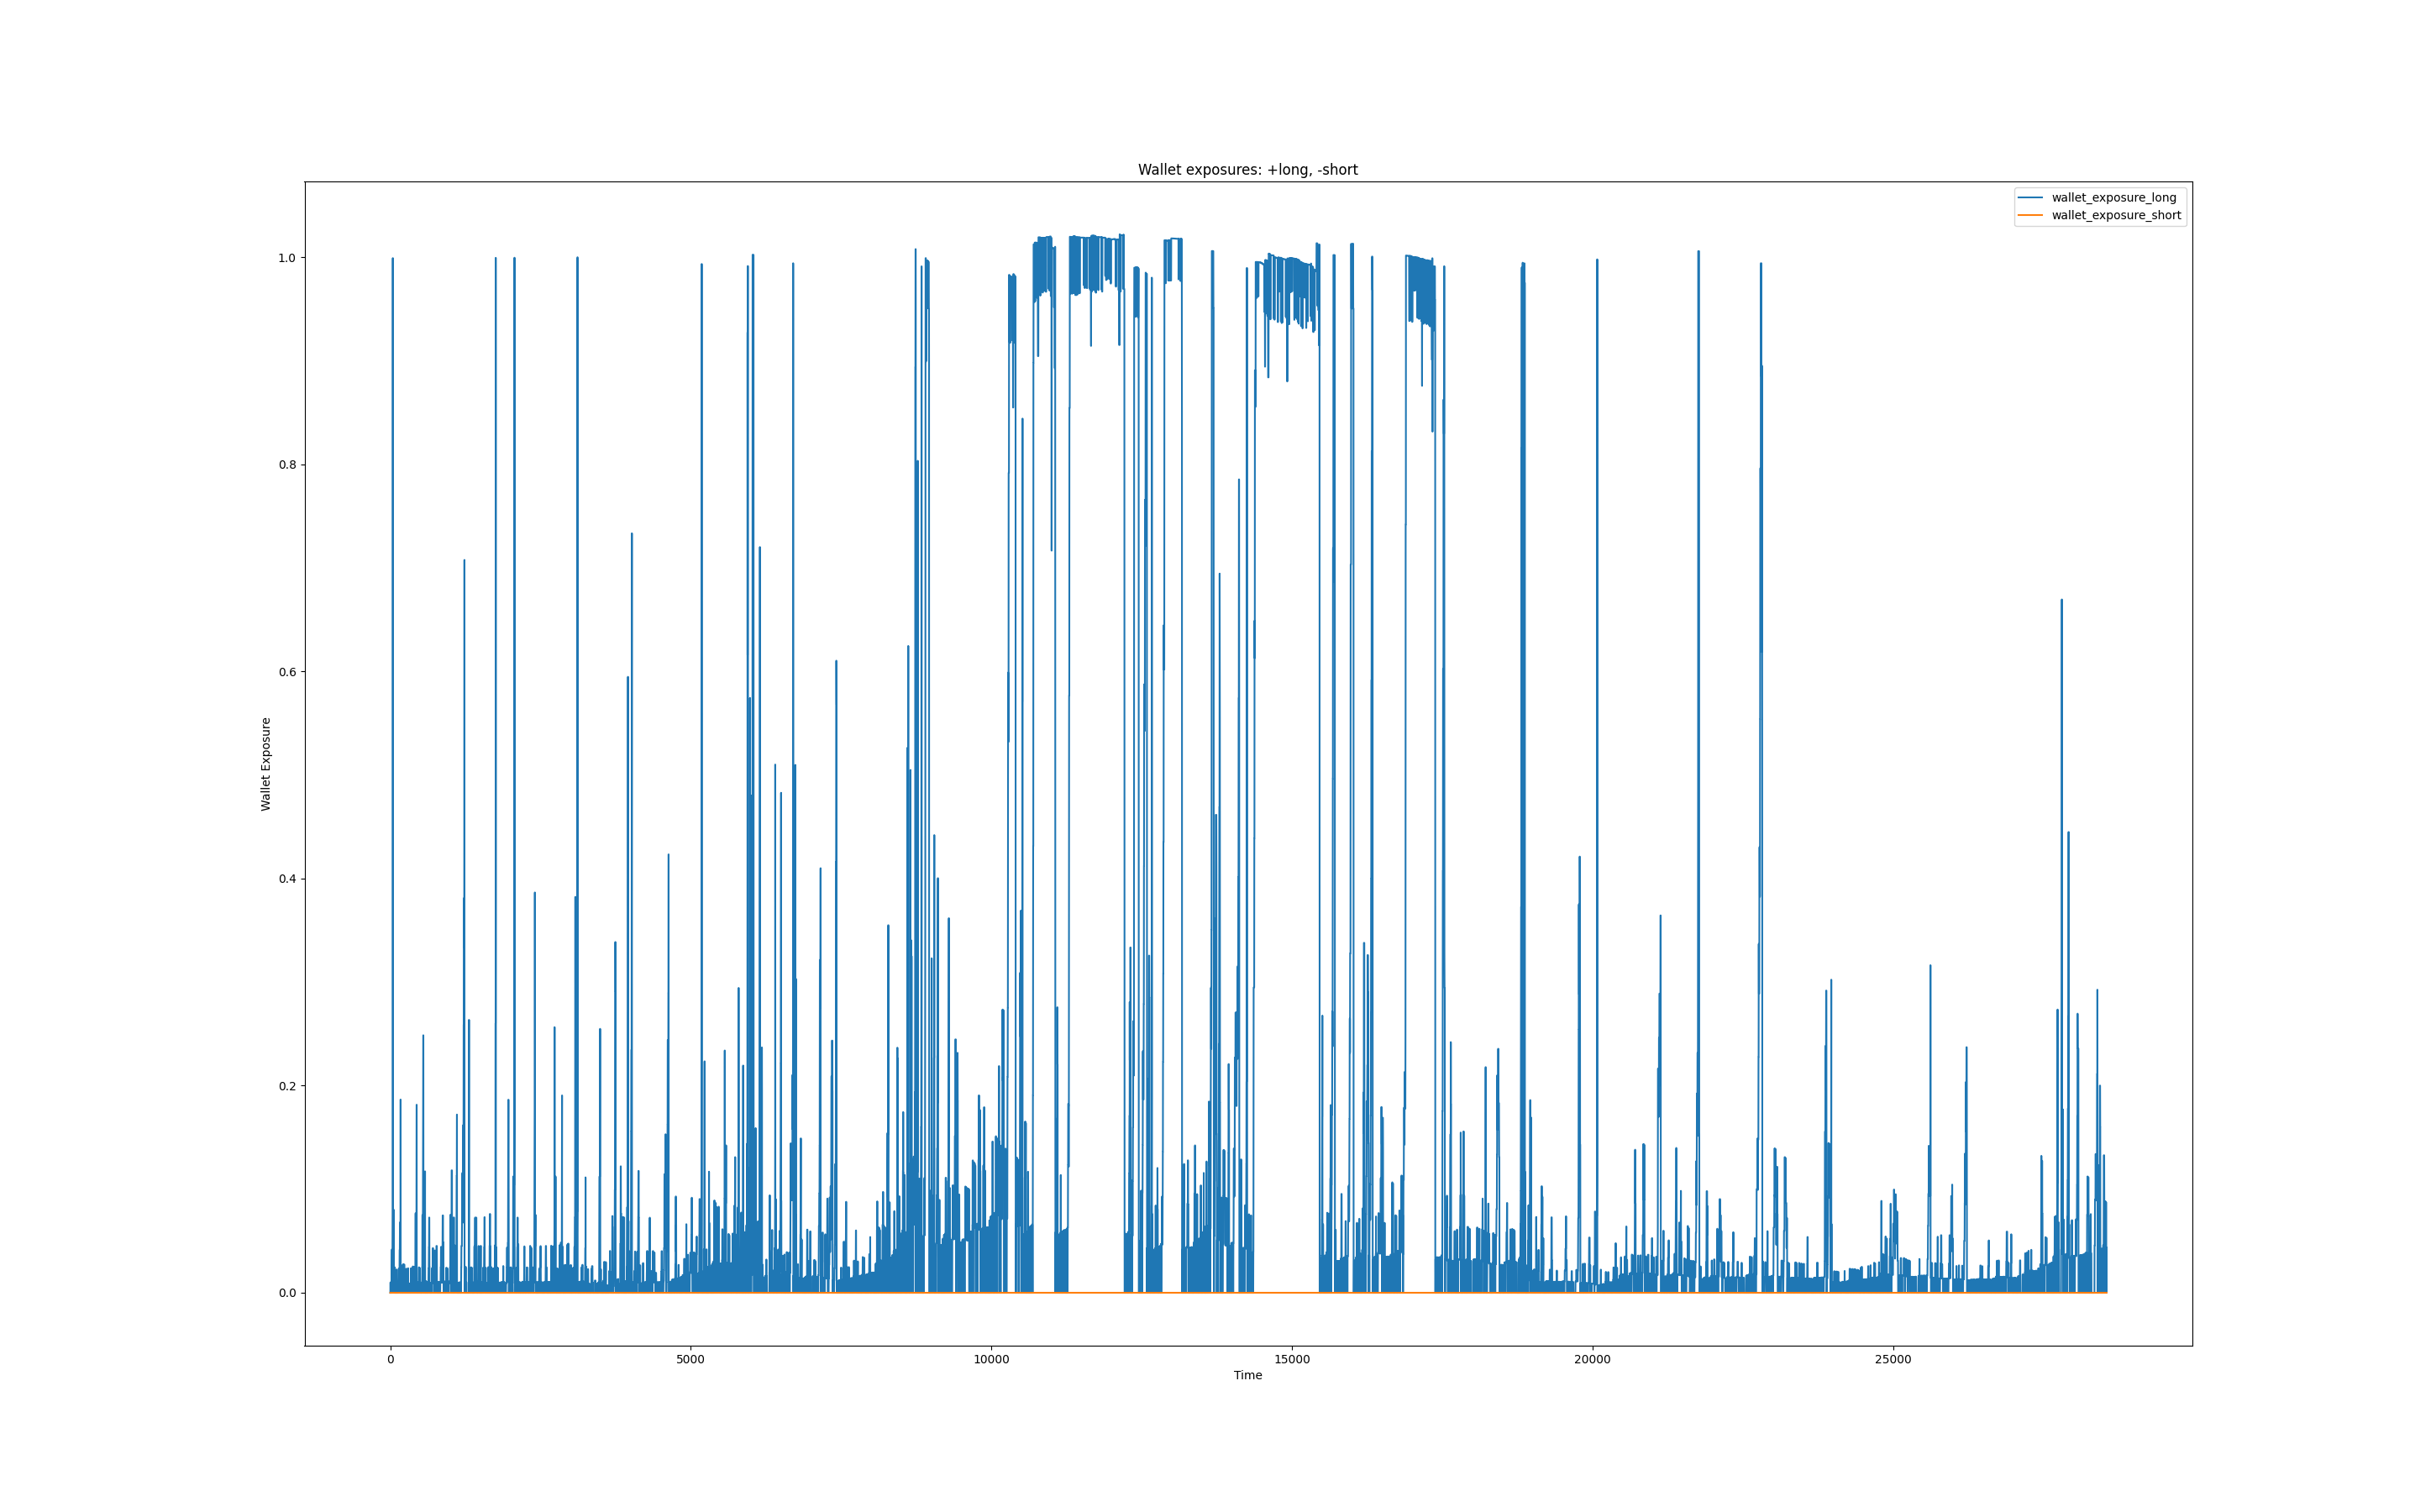 Wallet exposures: +long, -short
wallet_exposure_long
wallet_exposure_short
1.0
0.8
0.6
0.4
0.2
0.0
Wallet Exposure
0 5000 10000 15000 20000 25000
Time